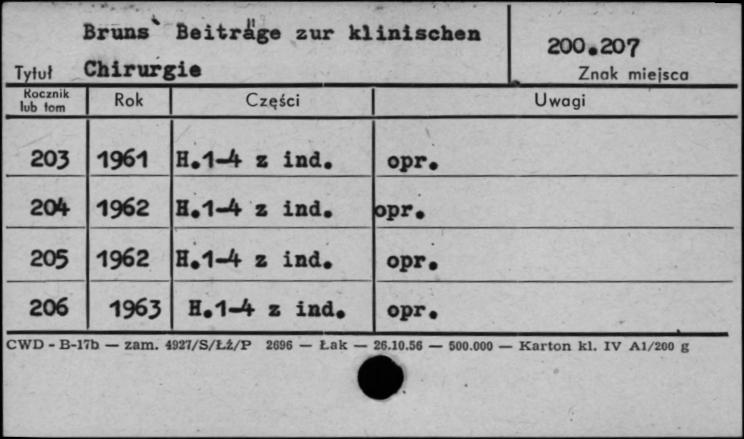 Bruns` Beiträge zur klinischen
200.207
Tytuł Chirurgie
Znak miejsca
Rocznik lub tom Rok Części Uwagi
203 1961 H.1-4 z ind. opr.
204 1962 H.1-4 z ind. opr.
205 1962 H.1-4 z ind. opr.
206 1963 H.1-4 z ind. opr.
CWD - B-17b — zam. 4927/S/Łź/P 2696 — Łak — 26.10.56 — 500.000 — Karton kl. IV A1/200 g